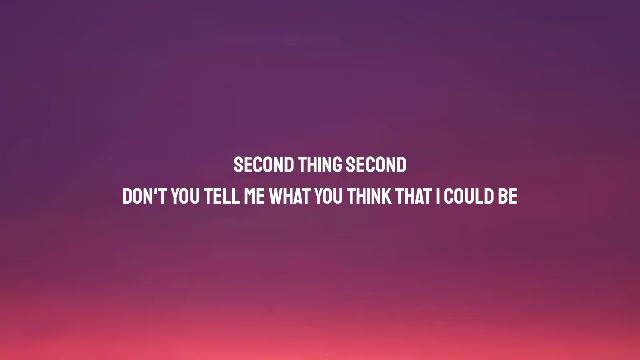 SECOND THING SECOND
DON'T YOU TELL ME WHAT YOU THINK THAT I COULD BE